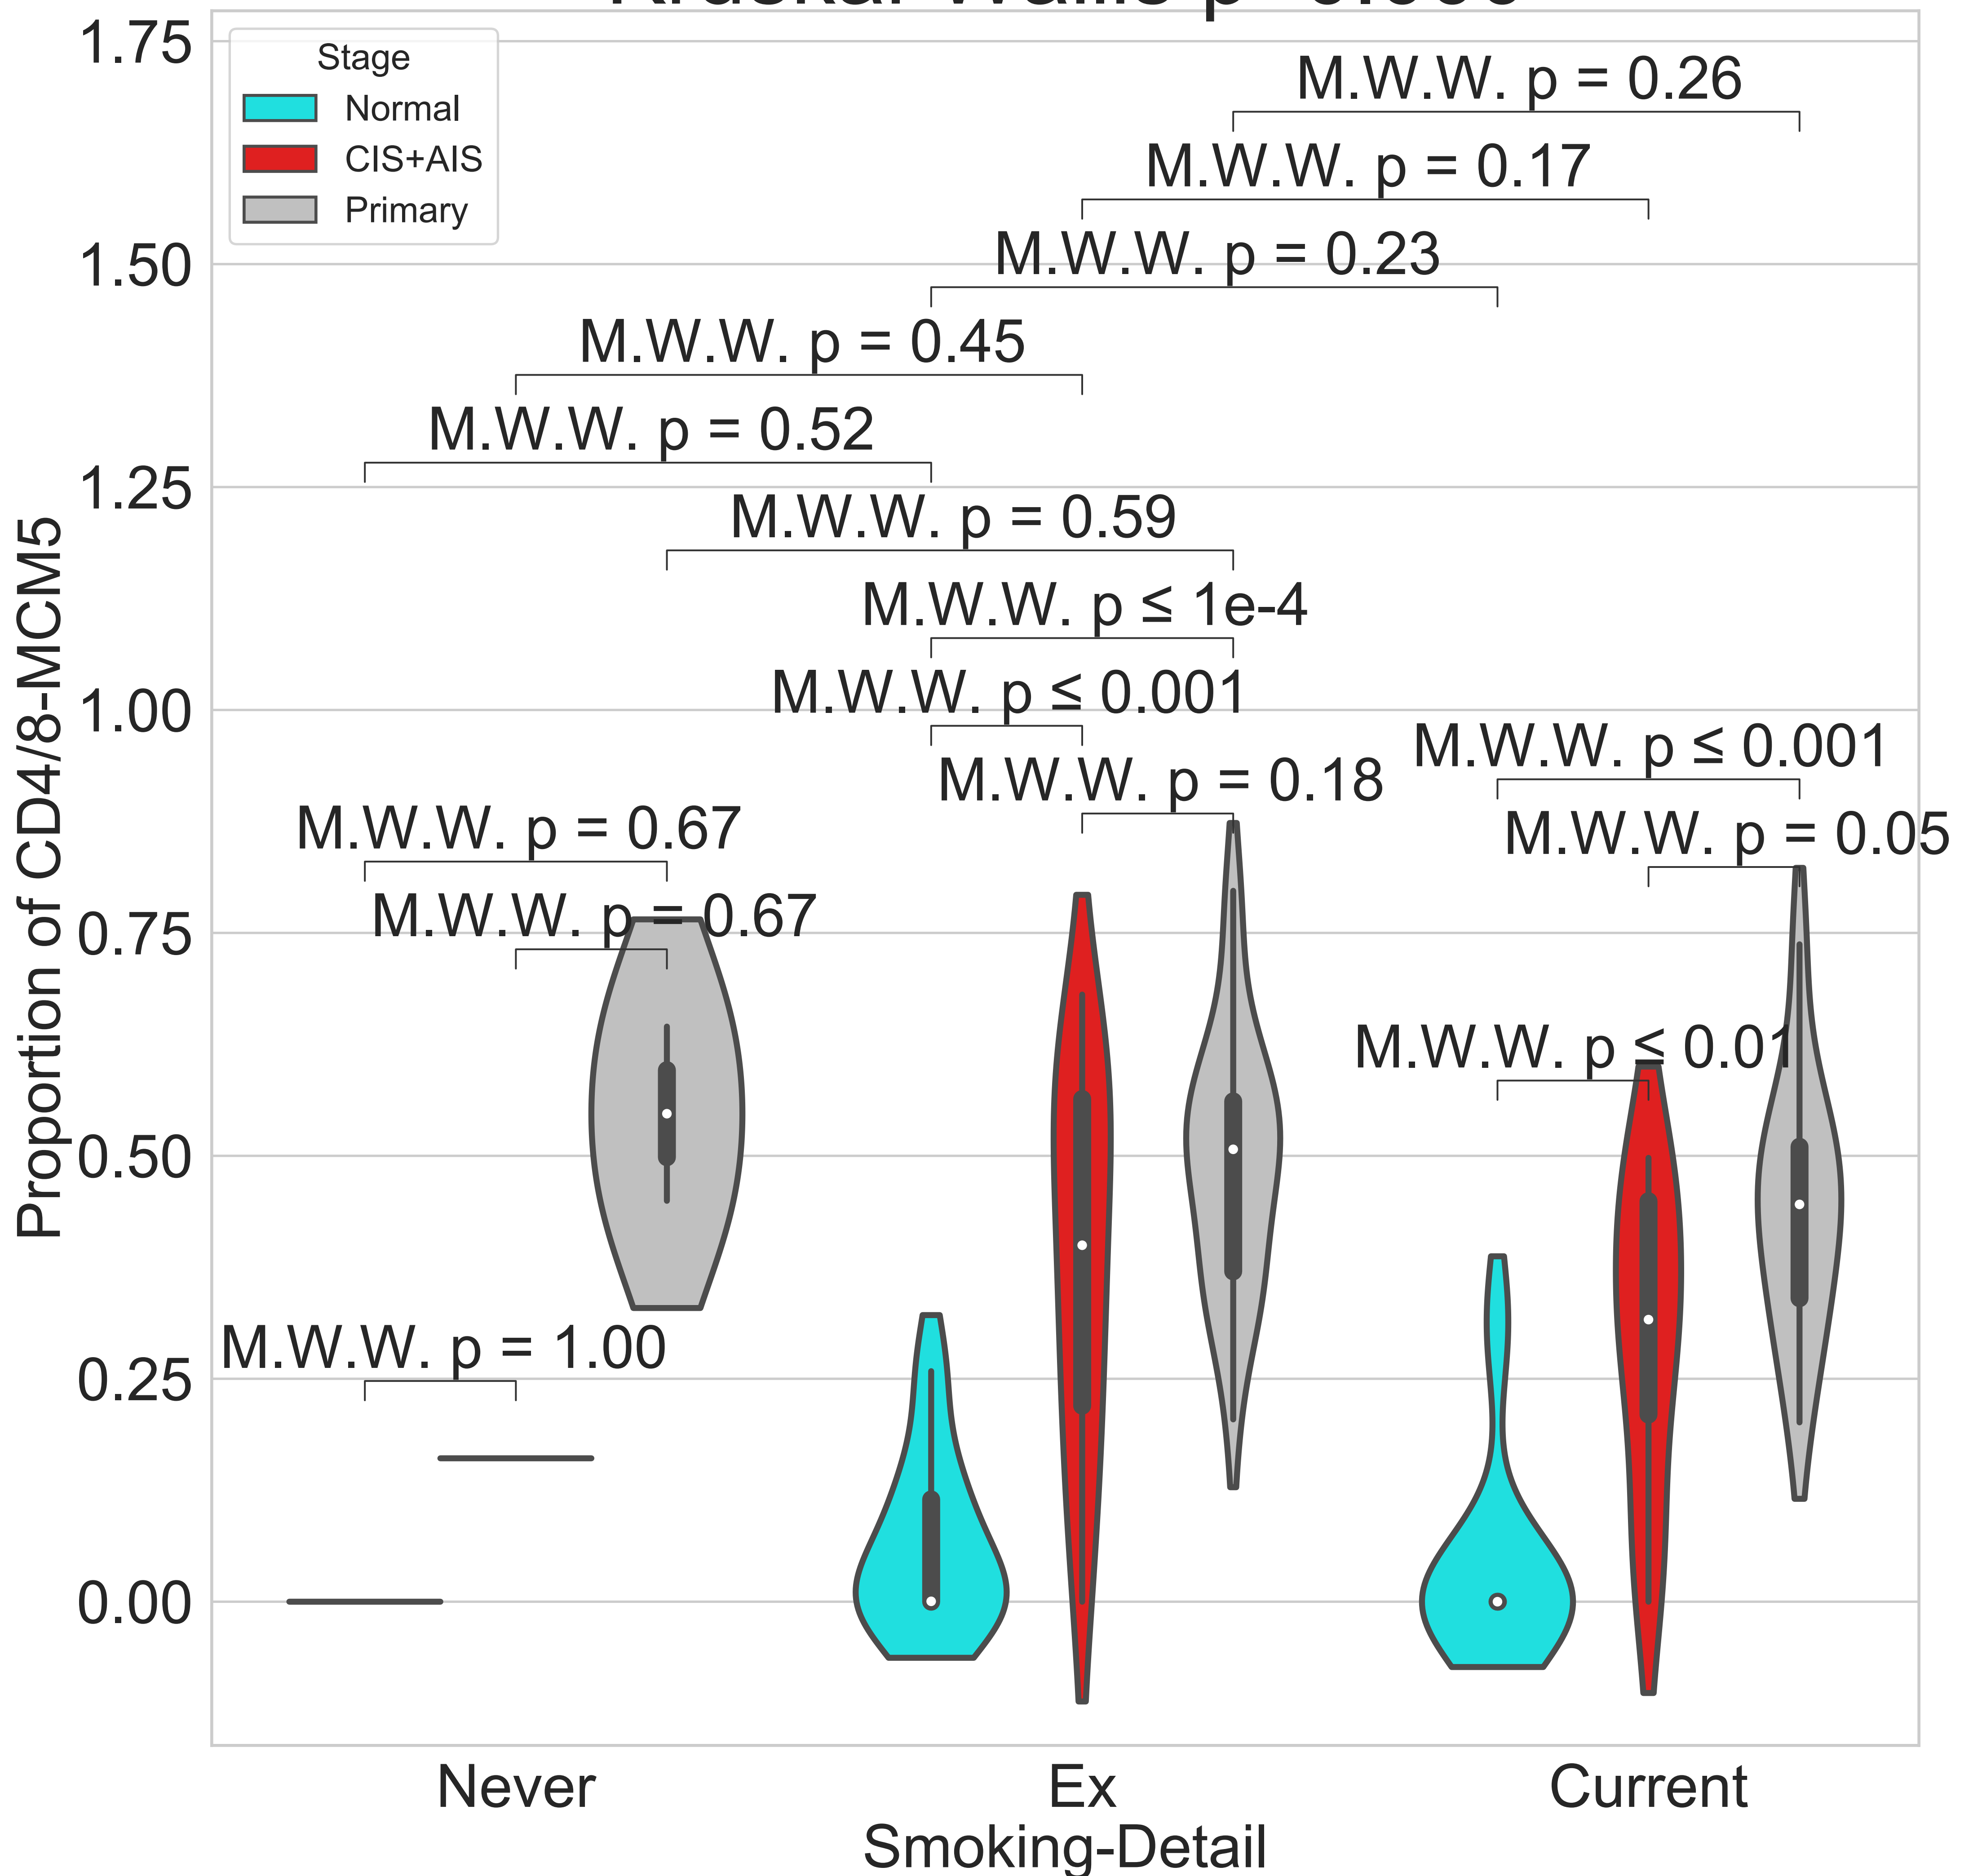 1.75
1.50
1.25
1.00
0.75
0.50
0.25
0.00
Proportion of CD4/8-MCM5
Stage
Normal
CIS+AIS
Primary
M.W.W. p = 0.26
M.W.W. p = 0.17
M.W.W. p = 0.23
M.W.W. p = 0.45
M.W.W. p = 0.52
M.W.W. p = 0.59
M.W.W. p ≤ 1e-4
M.W.W. p ≤ 0.001
M.W.W. p ≤ 0.001
M.W.W. p = 0.18
M.W.W. p = 0.05
M.W.W. p = 0.67
M.W.W. p = 0.67
M.W.W. p ≤ 0.01
M.W.W. p = 1.00
Never
Ex
Current
Smoking-Detail